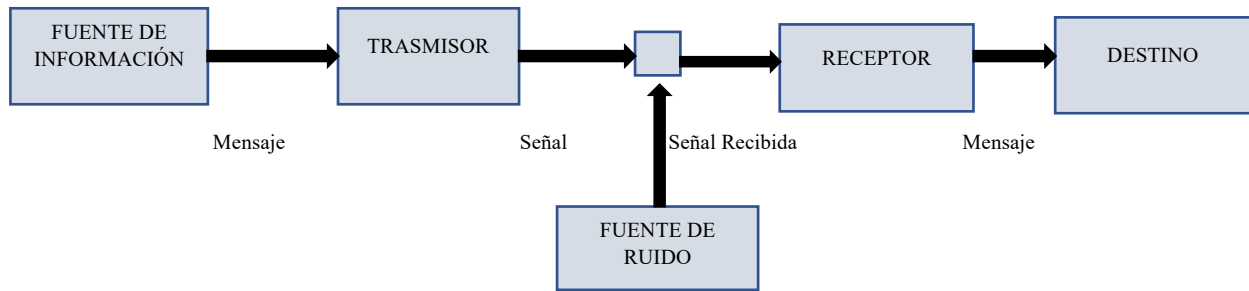 FUENTE DE
INFORMACIÓN
TRASMISOR
RECEPTOR
DESTINO
Mensaje
Señal
Señal Recibida
Mensaje
FUENTE DE
RUIDO